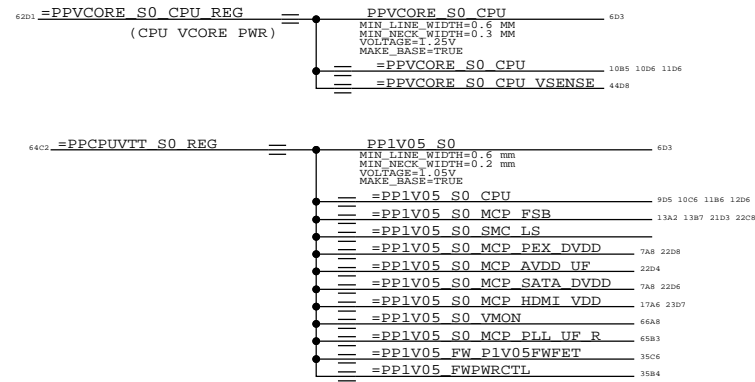 62D1 =PPVCORE_S0_CPU_REG PPVCORE_S0_CPU 6D3
(CPU VCORE PWR) MIN_LINE_WIDTH=0.6 MM
MIN_NECK_WIDTH=0.3 MM
VOLTAGE=1.25V
MAKE_BASE=TRUE
=PPVCORE_S0_CPU 10B5 10D6 11D6
=PPVCORE_S0_CPU_VSENSE 44D8
64C2 =PPCPUVTT_S0_REG PP1V05_S0 6D3
MIN_LINE_WIDTH=0.6 mm
MIN_NECK_WIDTH=0.2 mm
VOLTAGE=1.05V
MAKE_BASE=TRUE
=PP1V05_S0_CPU 9D5 10C6 11B6 12D6
=PP1V05_S0_MCP_FSB 13A2 13B7 21D3 22C8
=PP1V05_S0_SMC_LS
=PP1V05_S0_MCP_PEX_DVDD 7A8 22D8
=PP1V05_S0_MCP_AVDD_UF 22D4
=PP1V05_S0_MCP_SATA_DVDD 7A8 22D6
=PP1V05_S0_MCP_HDMI_VDD 17A6 23D7
=PP1V05_S0_VMON 66A8
=PP1V05_S0_MCP_PLL_UF_R 65B3
=PP1V05_FW_P1V05FWFET 35C6
=PP1V05_FWPWRCTL 35B4